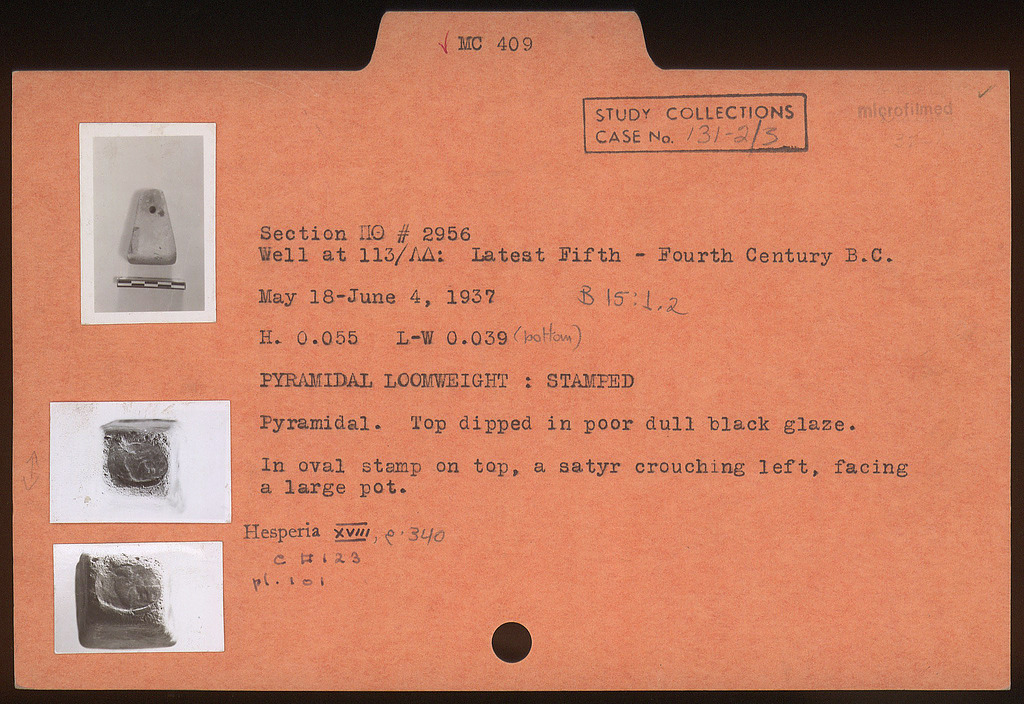 √ MC 409
STUDY COLLECTIONS
CASE No. 131-2/3
microfilmed
Section ΠΘ # 2956
Well at 113/ΛΔ: Latest Fifth - Fourth Century B.C.
May 18-June 4, 1937 B 15:1.2
H. 0.055 L-W 0.039 (bottom)
PYRAMIDAL LOOMWEIGHT : STAMPED
Pyramidal. Top dipped in poor dull black glaze.
In oval stamp on top, a satyr crouching left, facing
a large pot.
Hesperia XVIII, p. 340
C # 123
pl. 101